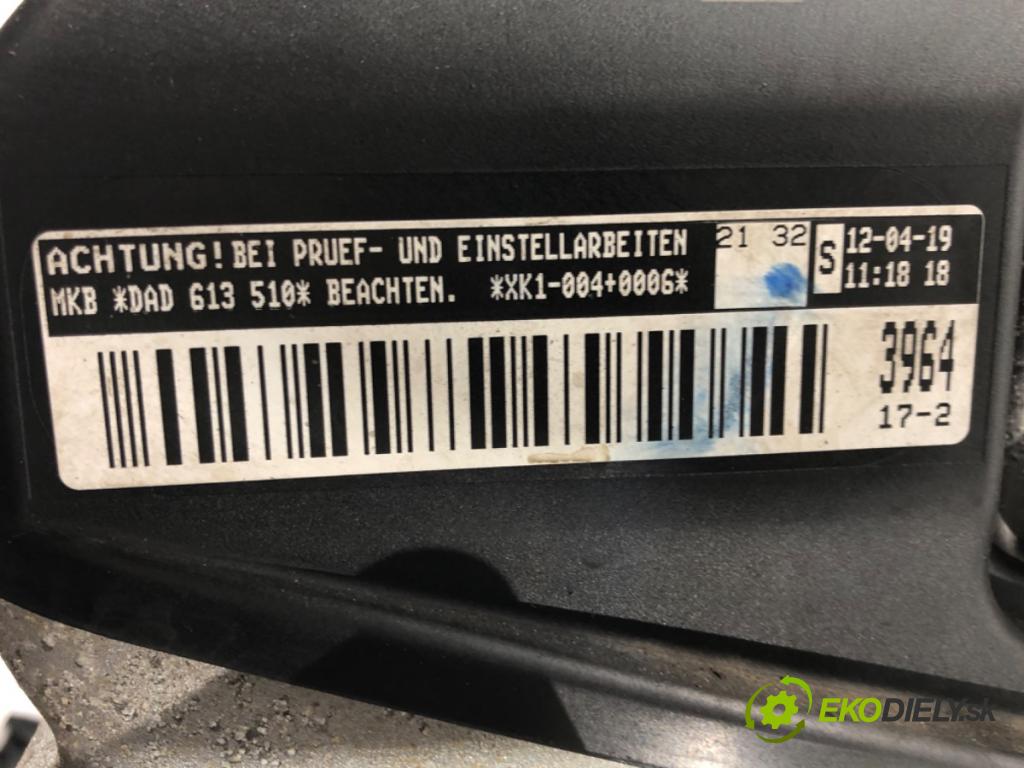 ACHTUNG! BEI PRUEF- UND EINSTELLARBEITEN
MKB *DAD 613 510* BEACHTEN. *XK1-004+0006*
21 32
S
12-04-19
11:18 18
3964
17-2
EKODIELY.SK